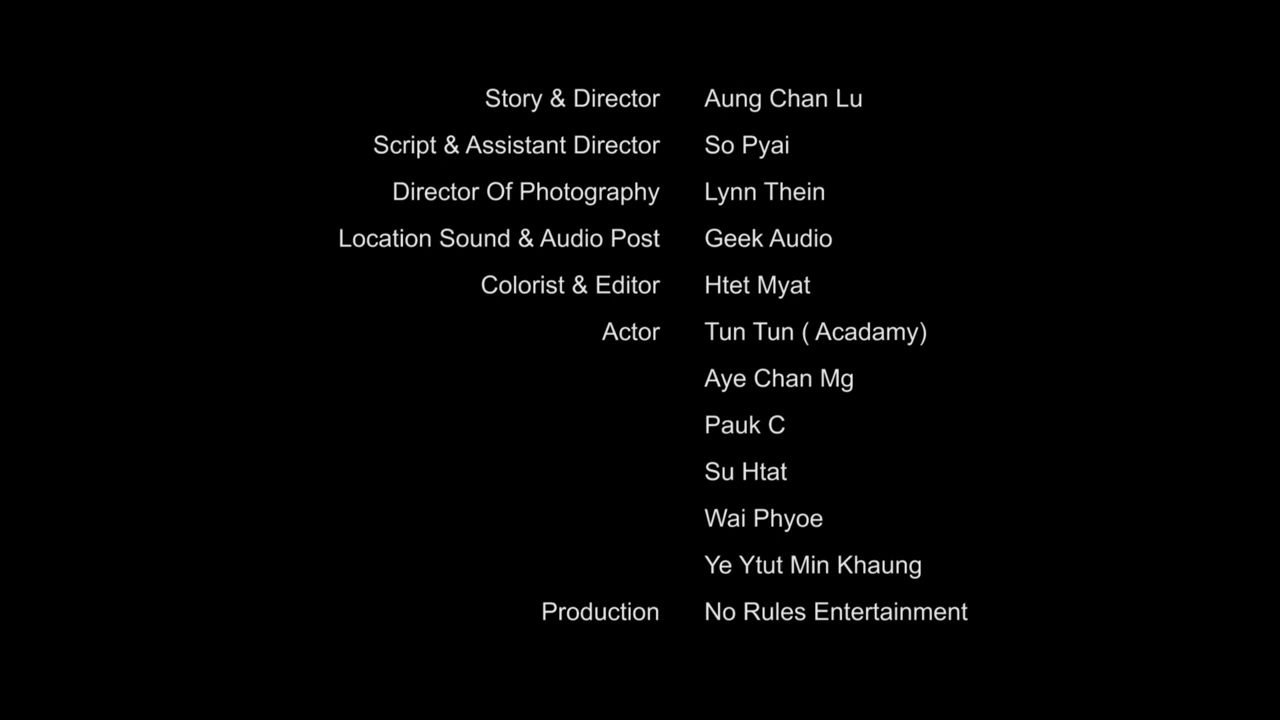 Story & Director Aung Chan Lu
Script & Assistant Director So Pyai
Director Of Photography Lynn Thein
Location Sound & Audio Post Geek Audio
Colorist & Editor Htet Myat
Actor Tun Tun ( Acadamy)
Aye Chan Mg
Pauk C
Su Htat
Wai Phyoe
Ye Ytut Min Khaung
Production No Rules Entertainment